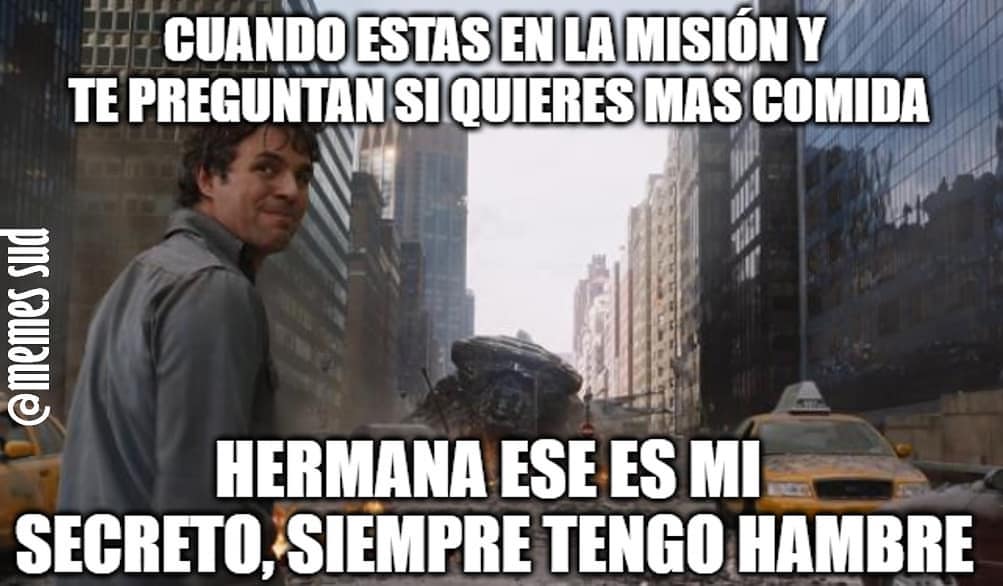 CUANDO ESTAS EN LA MISIÓN Y
TE PREGUNTAN SI QUIERES MAS COMIDA
@memes sud
HERMANA ESE ES MI
SECRETO, SIEMPRE TENGO HAMBRE